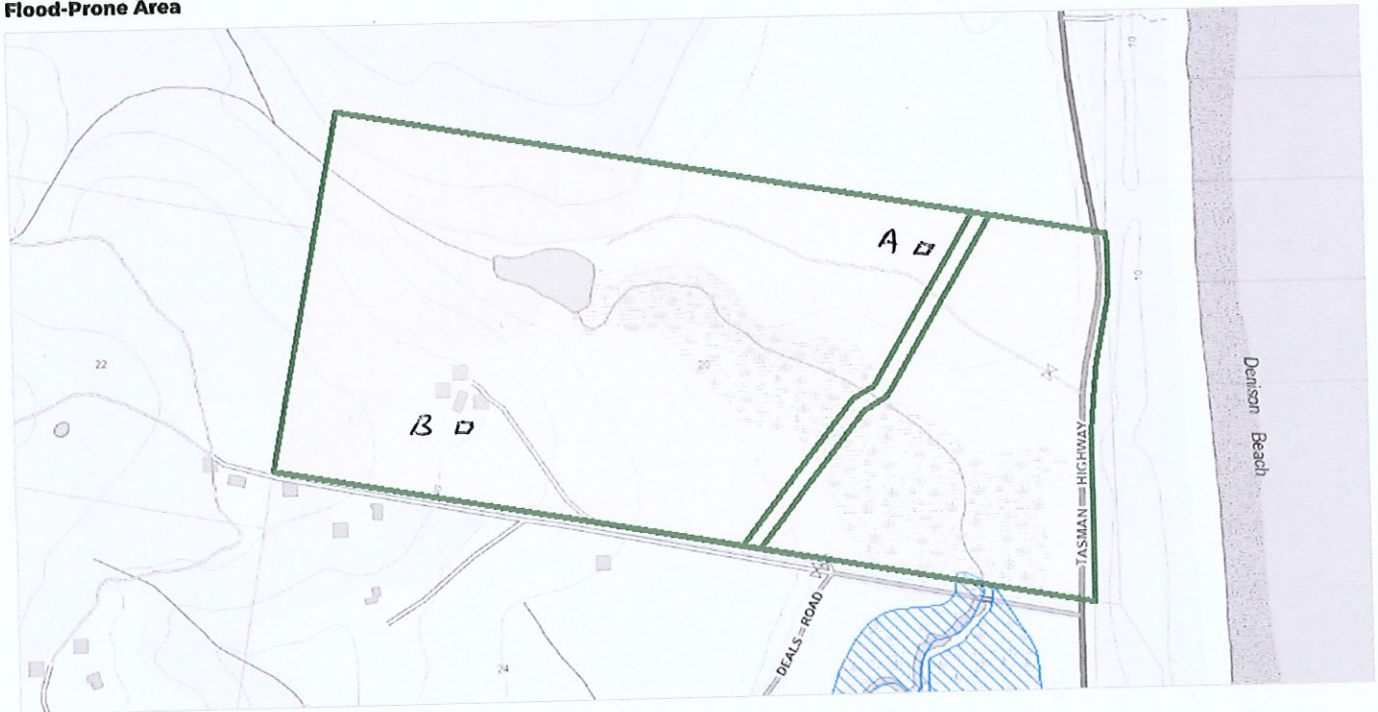 Flood-Prone Area
10
A
10
22
20
B
Denison Beach
TASMAN HIGHWAY
DEALS ROAD
24